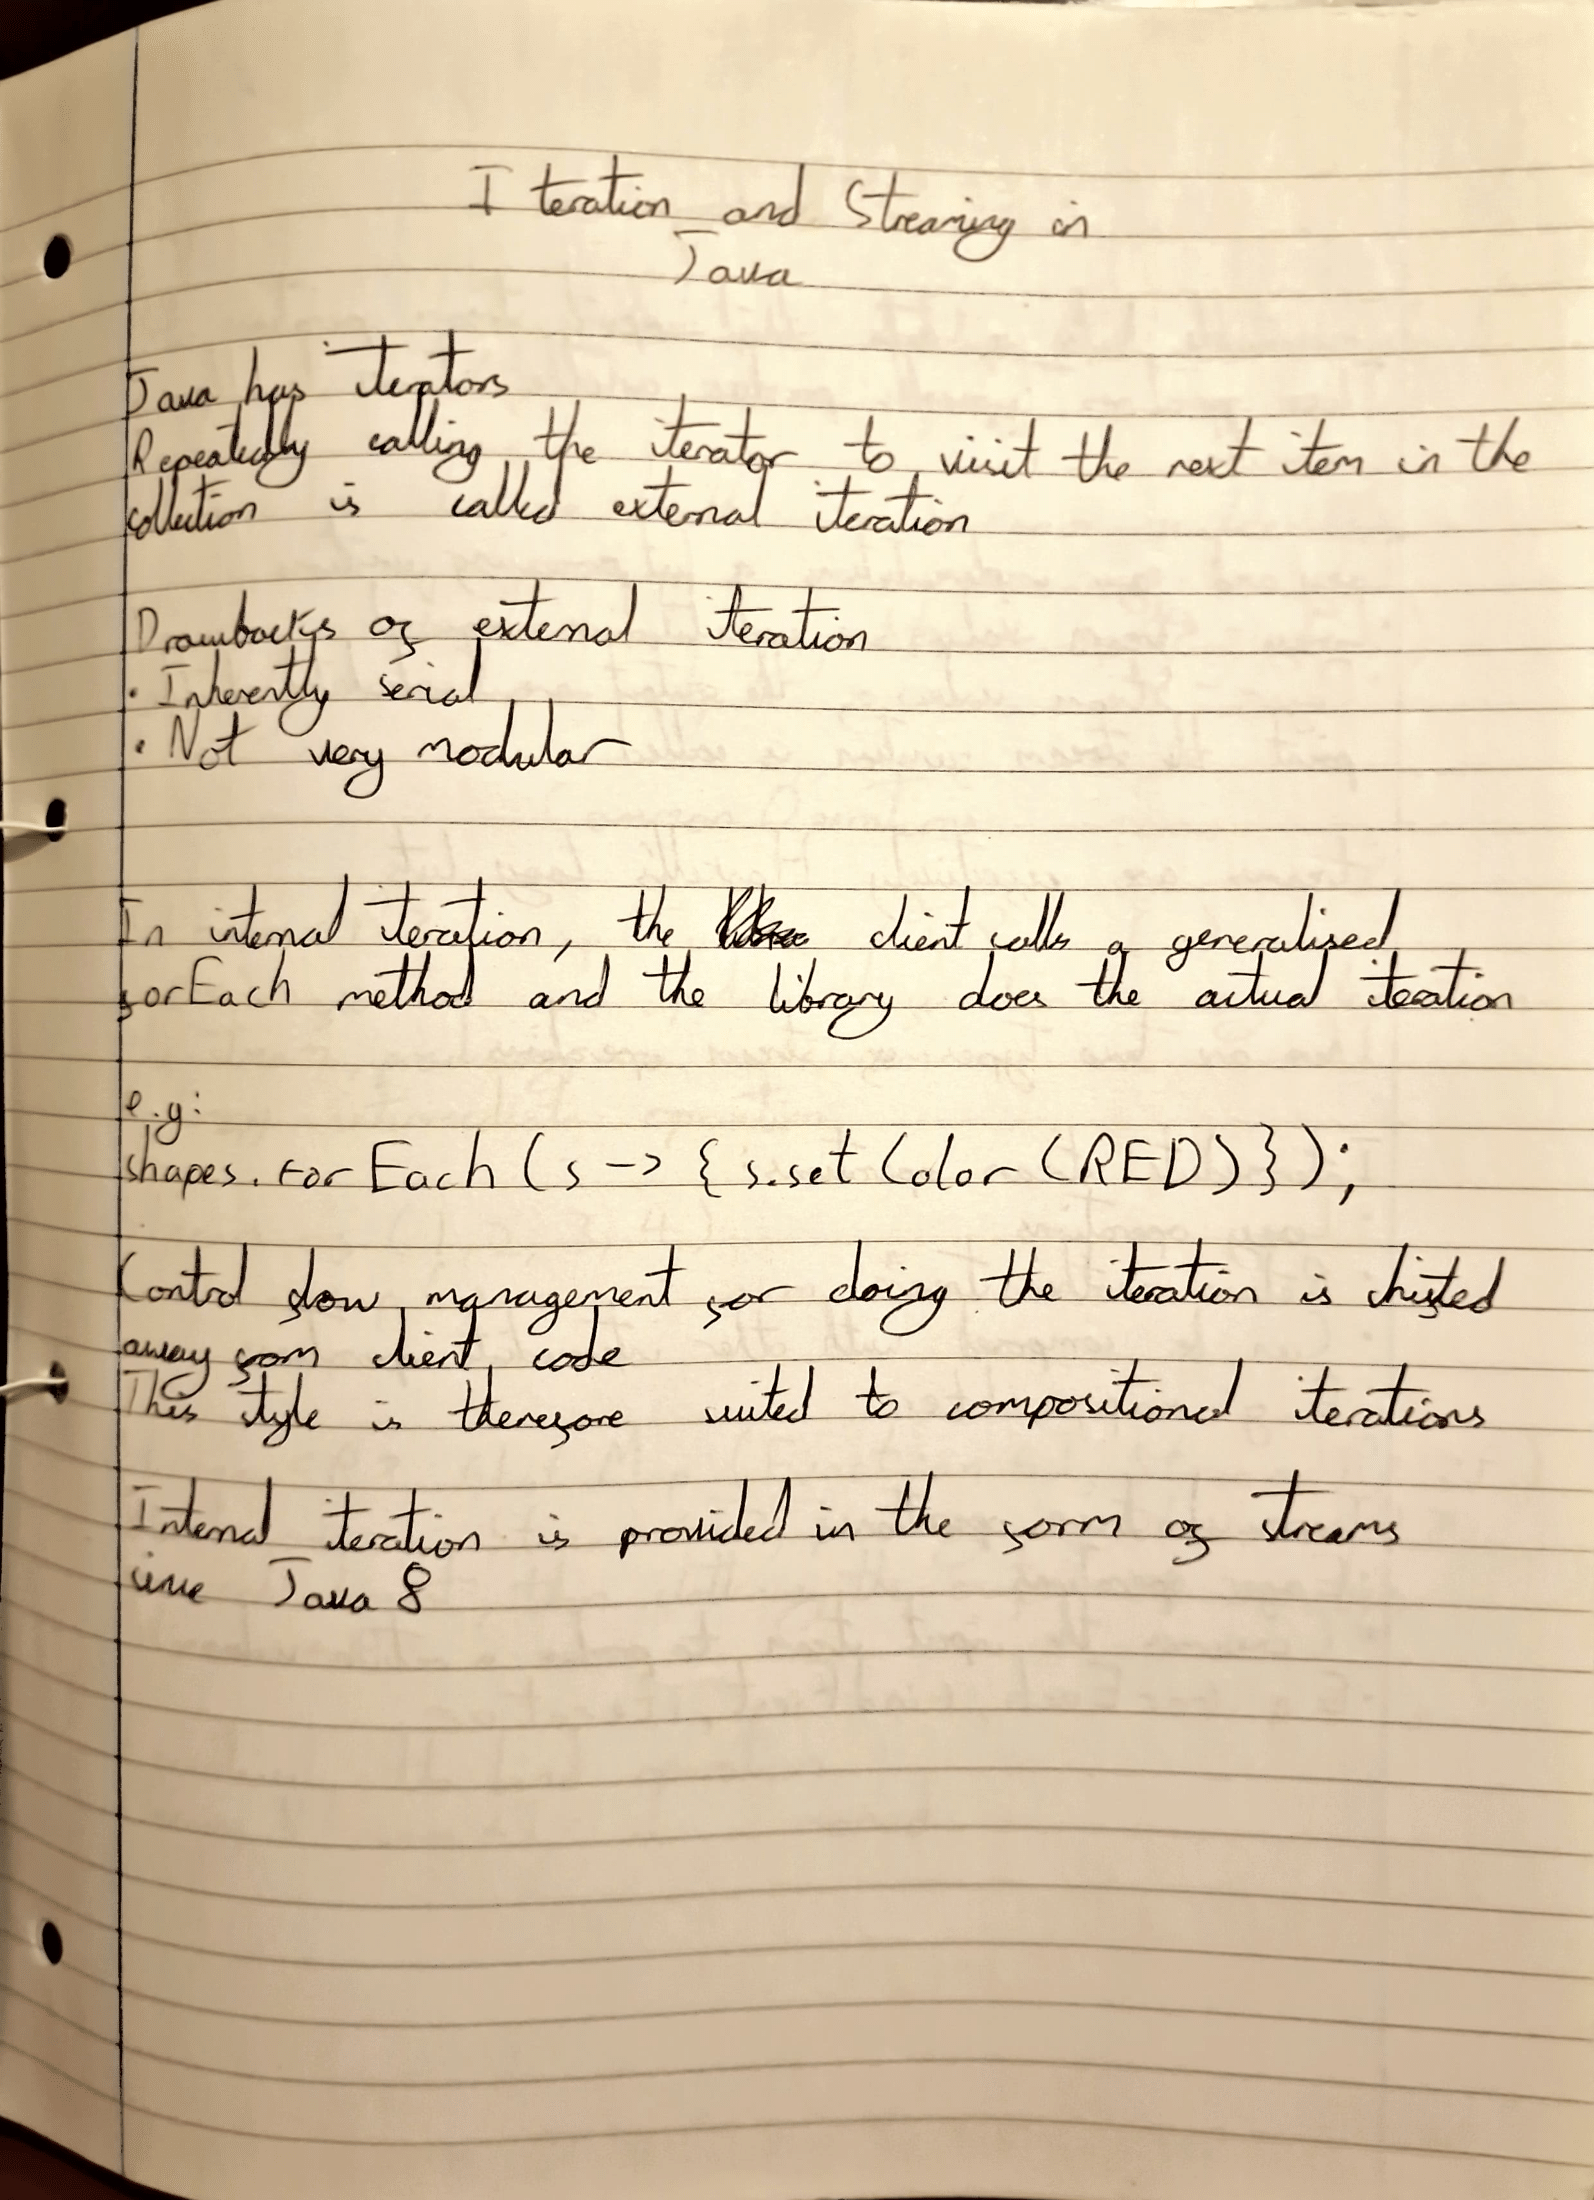 Iteration and Streaming in
Java
Java has iterators
Repeatedly calling the iterator to visit the next item in the
collection is called external iteration
Drawbacks of external iteration
• Inherently serial
• Not very modular
In internal iteration, the client calls a generalised
forEach method and the library does the actual iteration
e.g:
shapes.forEach(s -> { s.setColor(RED) });
Control flow management for doing the iteration is shifted
away from client code
This style is therefore suited to compositional iterations
Internal iteration is provided in the form of streams
since Java 8